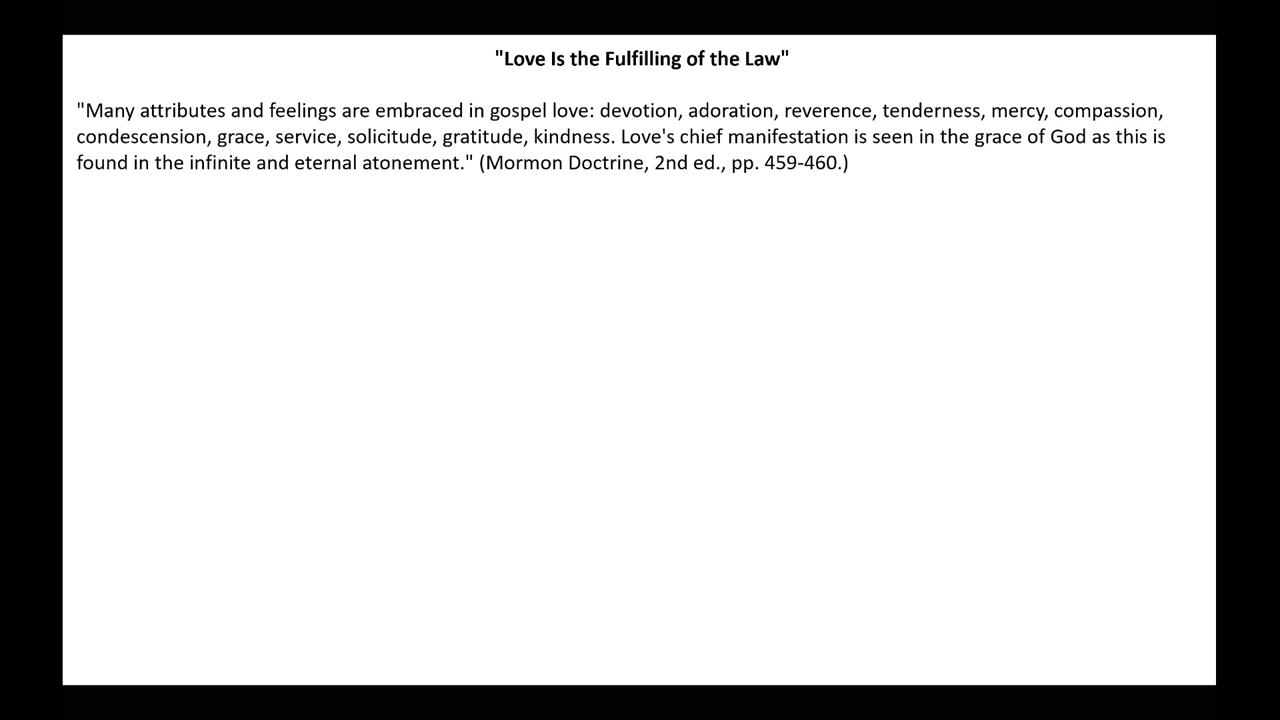 "Love Is the Fulfilling of the Law"
"Many attributes and feelings are embraced in gospel love: devotion, adoration, reverence, tenderness, mercy, compassion,
condescension, grace, service, solicitude, gratitude, kindness. Love's chief manifestation is seen in the grace of God as this is
found in the infinite and eternal atonement." (Mormon Doctrine, 2nd ed., pp. 459-460.)